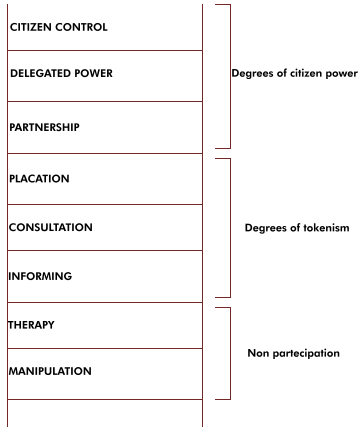 CITIZEN CONTROL
DELEGATED POWER
Degrees of citizen power
PARTNERSHIP
PLACATION
CONSULTATION
Degrees of tokenism
INFORMING
THERAPY
Non partecipation
MANIPULATION